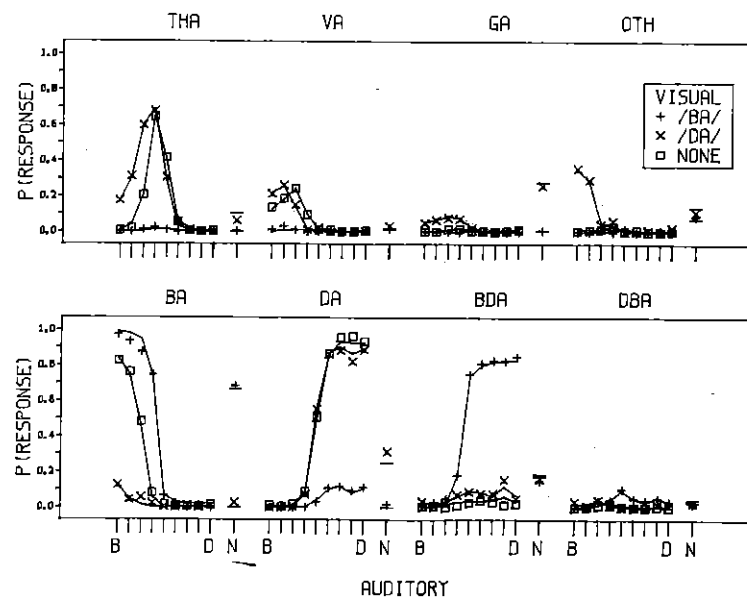 THA VA GA OTH
P(RESPONSE)
1.0
0.8
0.6
0.4
0.2
0.0
VISUAL
+ /BA/
× /DA/
□ NONE
BA DA BDA DBA
P(RESPONSE)
1.0
0.8
0.6
0.4
0.2
0.0
B D N B D N B D N B D N
AUDITORY